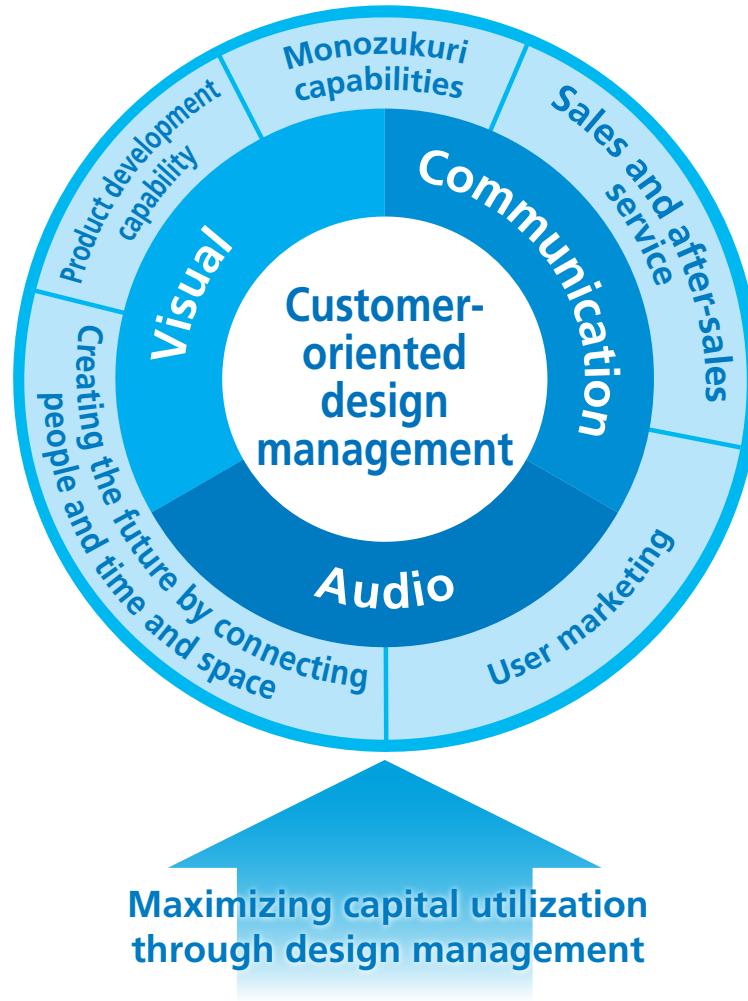 Monozukuri
capabilities
Sales and after-sales
service
Product development
capability
Communication
Visual
Customer-
oriented
design
management
Creating the future by connecting
people and time and space
Audio
User marketing
Maximizing capital utilization
through design management